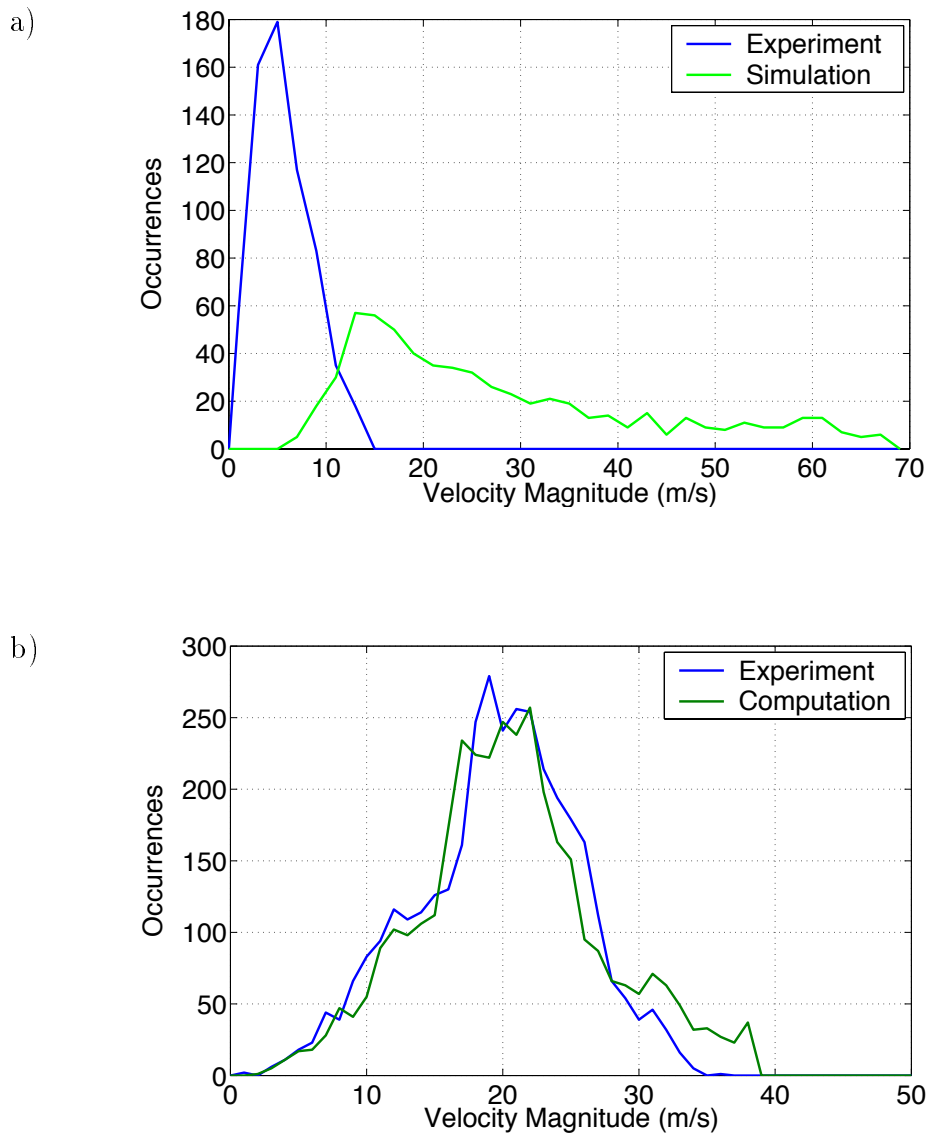 a)
Experiment
Simulation
180
160
140
120
100
80
60
40
20
0
Occurrences
0 10 20 30 40 50 60 70
Velocity Magnitude (m/s)
b)
Experiment
Computation
300
250
200
150
100
50
0
Occurrences
0 10 20 30 40 50
Velocity Magnitude (m/s)